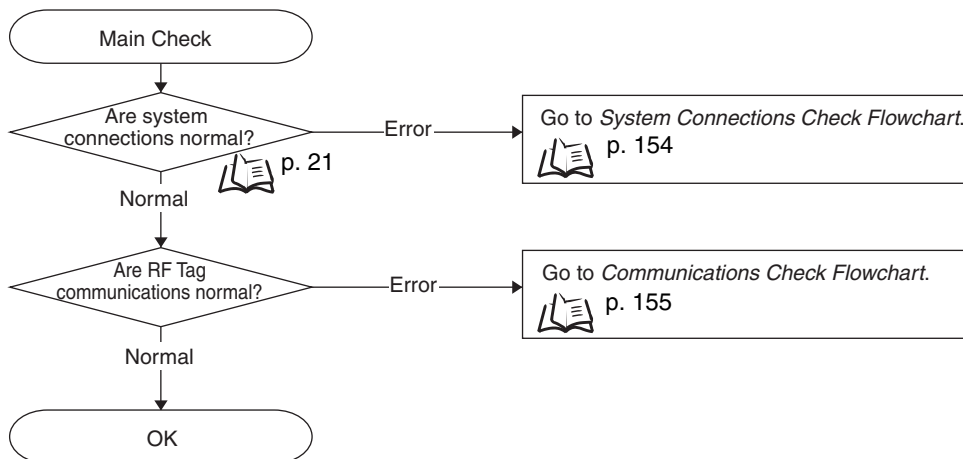 Main Check
Are system
connections normal?
p. 21
Error
Go to System Connections Check Flowchart.
p. 154
Normal
Are RF Tag
communications normal?
Error
Go to Communications Check Flowchart.
p. 155
Normal
OK